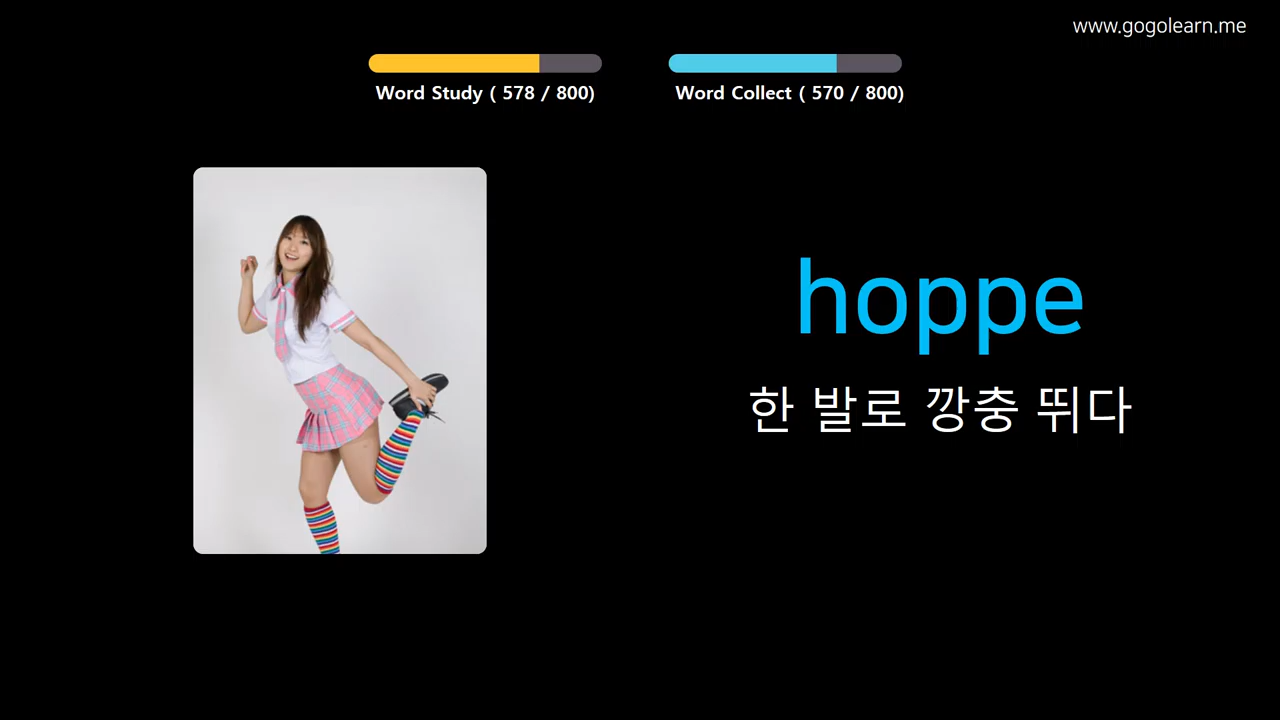 www.gogolearn.me
Word Study ( 578 / 800)
Word Collect ( 570 / 800)
hoppe
한 발로 깡충 뛰다